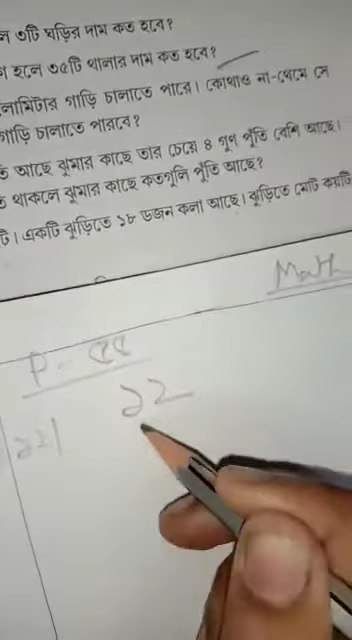 ৩টি ঘড়ির দাম কত হবে?
হলে ৩৫টি থালার দাম কত হবে?
লোমিটার গাড়ি চালাতে পারে। কোথাও না-থেমে সে
গাড়ি চালাতে পারবে?
আছে ঝুমার কাছে তার চেয়ে ৪ গুণ পুঁতি বেশি আছে।
থাকলে ঝুমার কাছে কতগুলি পুঁতি আছে?
টি। একটি ঝুড়িতে ১৮ ডজন কলা আছে। ঝুড়িতে মোট কয়টি
Math
P-